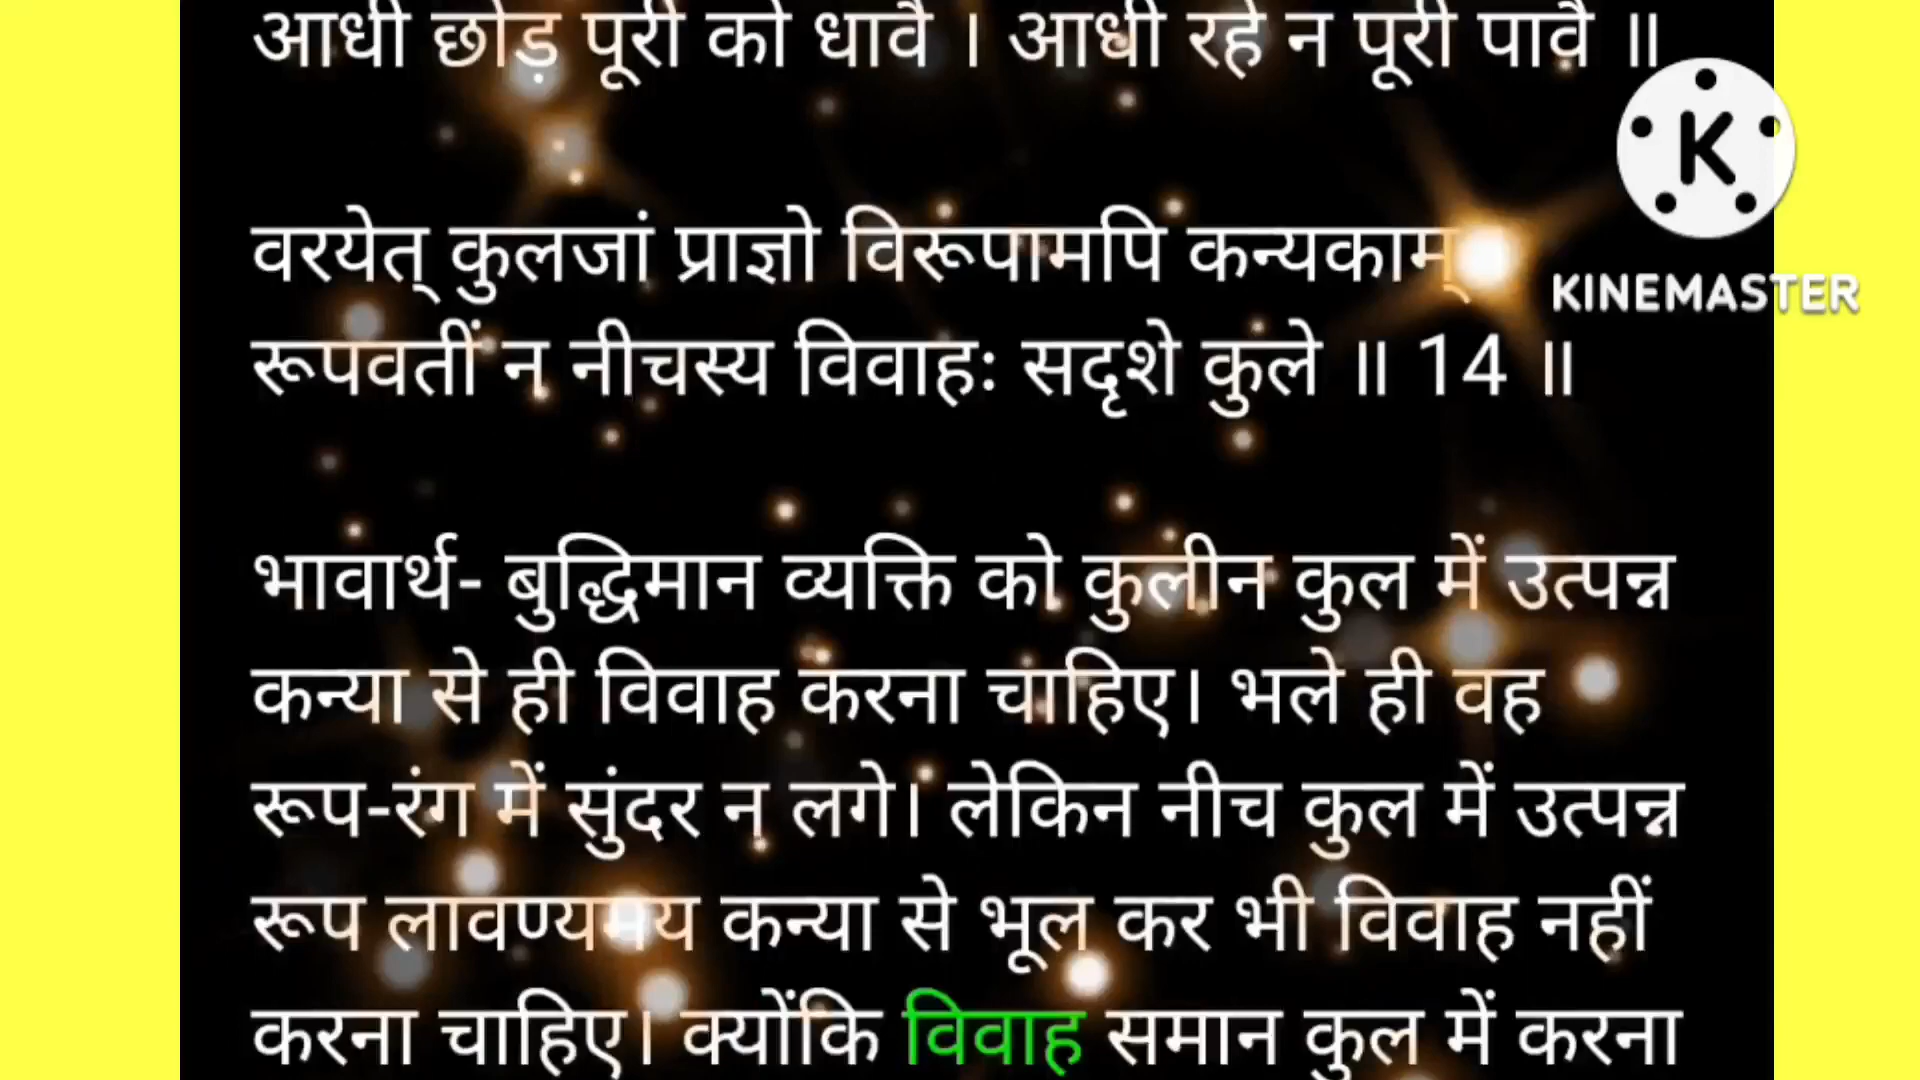 आधी छोड़ पूरी को धावै । आधी रहे न पूरी पावै ॥
वरयेत् कुलजां प्राज्ञो विरूपामपि कन्यकाम्
रूपवतीं न नीचस्य विवाहः सदृशे कुले ॥ 14 ॥
भावार्थ- बुद्धिमान व्यक्ति को कुलीन कुल में उत्पन्न
कन्या से ही विवाह करना चाहिए। भले ही वह
रूप-रंग में सुंदर न लगे। लेकिन नीच कुल में उत्पन्न
रूप लावण्यमय कन्या से भूल कर भी विवाह नहीं
करना चाहिए। क्योंकि विवाह समान कुल में करना
K
KINEMASTER